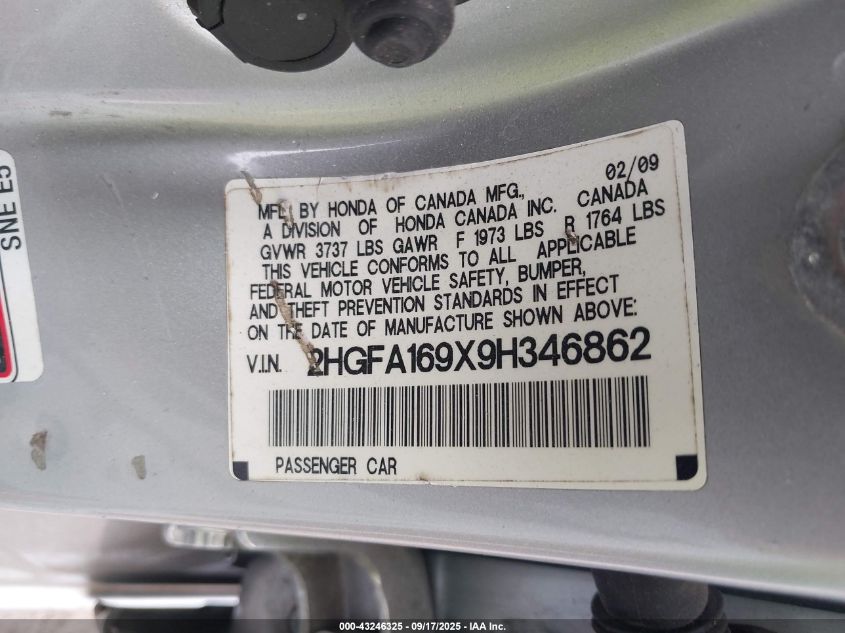 SNE E5
02/09
MFD. BY HONDA OF CANADA MFG.,
A DIVISION OF HONDA CANADA INC. CANADA
GVWR 3737 LBS GAWR F 1973 LBS R 1764 LBS
THIS VEHICLE CONFORMS TO ALL APPLICABLE
FEDERAL MOTOR VEHICLE SAFETY, BUMPER,
AND THEFT PREVENTION STANDARDS IN EFFECT
ON THE DATE OF MANUFACTURE SHOWN ABOVE:
V.I.N. 2HGFA169X9H346862
PASSENGER CAR
000-43246325 - 09/17/2025 - IAA Inc.